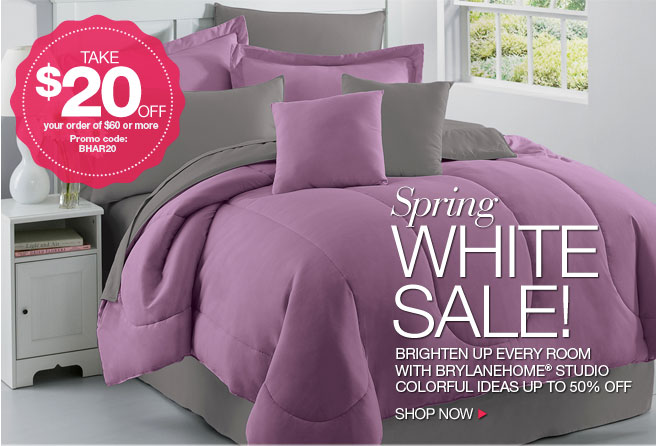 TAKE
$20 OFF
your order of $60 or more
Promo code:
BHAR20
Spring
WHITE
SALE!
BRIGHTEN UP EVERY ROOM
WITH BRYLANEHOME® STUDIO
COLORFUL IDEAS UP TO 50% OFF
SHOP NOW ►